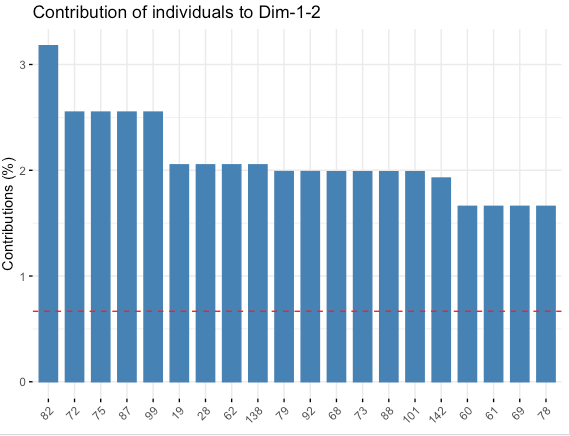 Contribution of individuals to Dim-1-2
Contributions (%)
3
2
1
0
82 72 75 87 99 19 28 62 138 79 92 68 73 88 101 142 60 61 69 78